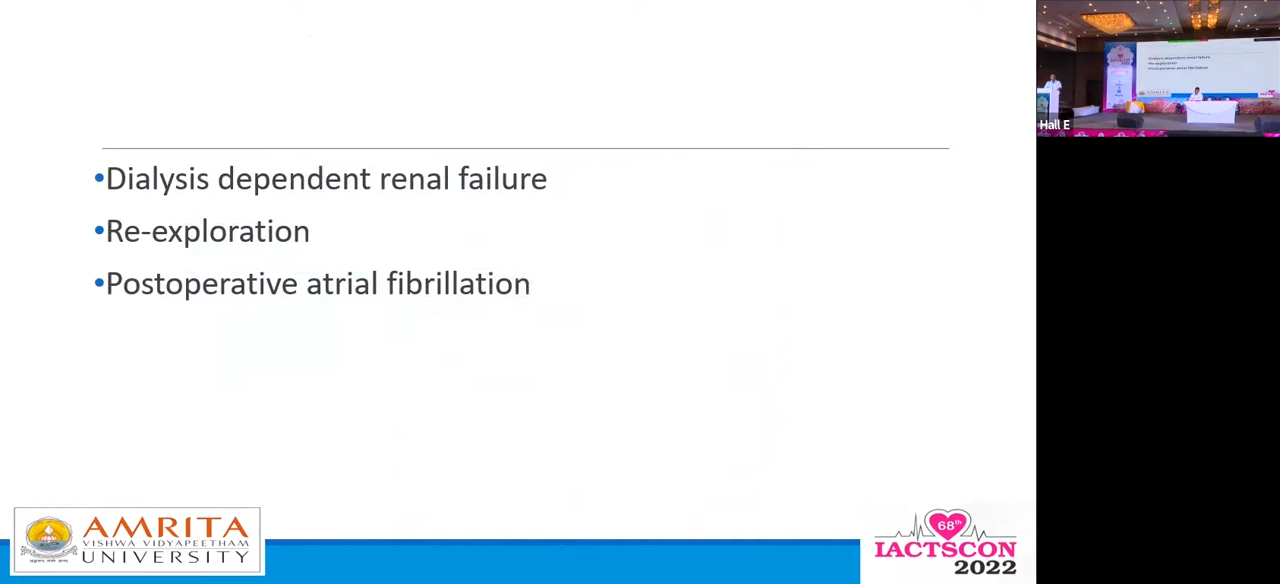 •Dialysis dependent renal failure
•Re-exploration
•Postoperative atrial fibrillation
AMRITA
VISHWA VIDYAPEETHAM
UNIVERSITY
68th
IACTSCON
2022
Hall E